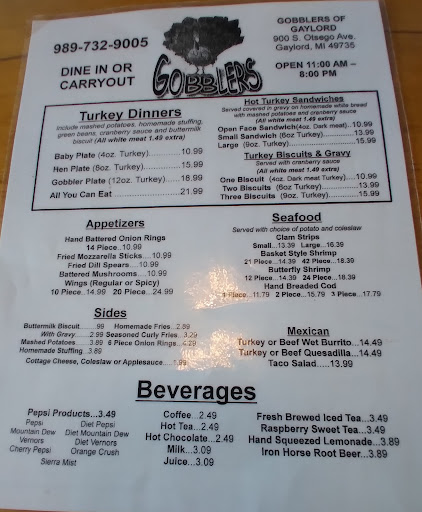 989-732-9005
DINE IN OR
CARRYOUT
GOBBLERS
GOBBLERS OF
GAYLORD
900 S. Otsego Ave.
Gaylord, MI 49735
OPEN 11:00 AM –
8:00 PM
Turkey Dinners
Include mashed potatoes, homemade stuffing,
green beans, cranberry sauce and buttermilk
biscuit (All white meat 1.49 extra)
Baby Plate (4oz. Turkey)......10.99
Hen Plate (8oz. Turkey)......15.99
Gobbler Plate (12oz. Turkey)......18.99
All You Can Eat ......21.99
Hot Turkey Sandwiches
Served covered in gravy on homemade white bread
with mashed potatoes and cranberry sauce
(All white meat 1.49 extra)
Open Face Sandwich(4oz. Dark meat).10.99
Small Sandwich (6oz Turkey)......13.99
Large (9oz. Turkey)......15.99
Turkey Biscuits & Gravy
Served with cranberry sauce
(All white meat 1.49 extra)
One Biscuit (4oz. dark meat Turkey)....10.99
Two Biscuits (6oz Turkey)......13.99
Three Biscuits (9oz. Turkey)......15.99
Appetizers
Hand Battered Onion Rings
14 Piece..10.99
Fried Mozzarella Sticks....10.99
Fried Dill Spears....10.99
Battered Mushrooms....10.99
Wings (Regular or Spicy)
10 Piece..14.99 20 Piece...24.99
Seafood
Served with choice of potato and coleslaw
Clam Strips
Small...13.39 Large...16.39
Basket Style Shrimp
21 Piece...14.39 42 Piece..18.39
Butterfly Shrimp
12 Piece...14.39 24 Piece...18.39
Hand Breaded Cod
1 Piece...11.79 2 Piece...15.79 3 Piece...17.79
Sides
Buttermilk Biscuit.......99 Homemade Fries...2.89
With Gravy......2.99 Seasoned Curly Fries..3.29
Mashed Potatoes....3.89 6 Piece Onion Rings...
Homemade Stuffing ..3.89
Cottage Cheese, Coleslaw or Applesauce....1.99
Mexican
Turkey or Beef Wet Burrito...14.49
Turkey or Beef Quesadilla...14.49
Taco Salad.....13.99
Beverages
Pepsi Products...3.49
Pepsi Diet Pepsi
Mountain Dew Diet Mountain Dew
Vernors Diet Vernors
Cherry Pepsi Orange Crush
Sierra Mist
Coffee...2.49
Hot Tea...2.49
Hot Chocolate...2.49
Milk...3.09
Juice...3.09
Fresh Brewed Iced Tea...3.49
Raspberry Sweet Tea...3.49
Hand Squeezed Lemonade...3.89
Iron Horse Root Beer...3.89